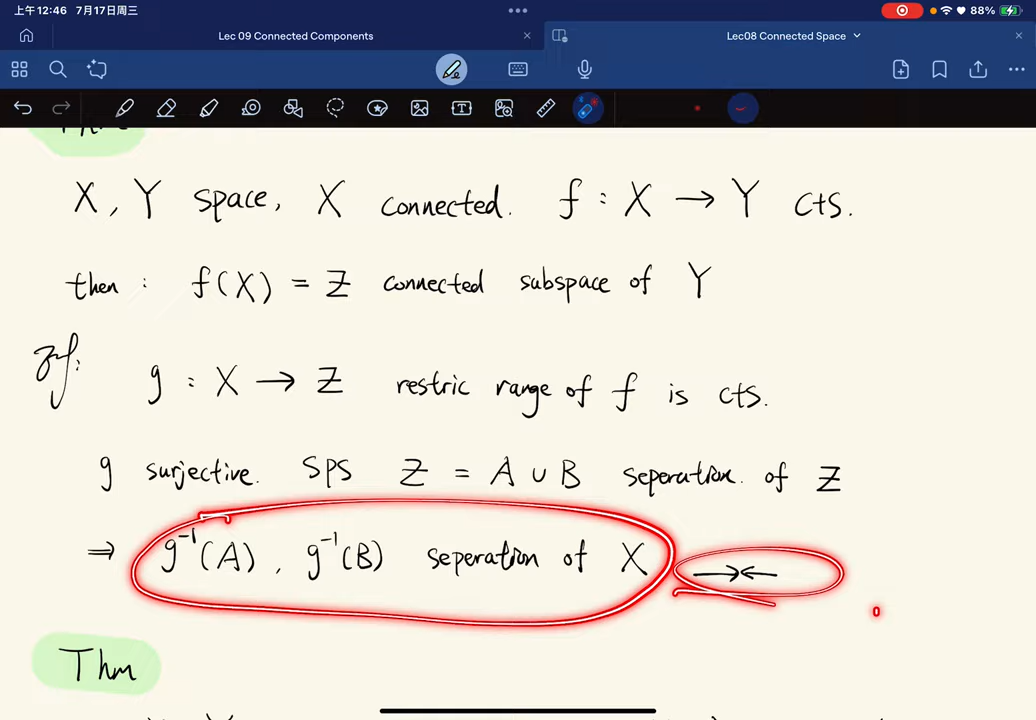 上午12:46 7月17日周三
88%
Lec 09 Connected Components
Lec08 Connected Space
X, Y space, X connected. f : X → Y cts.
then : f(X) = Z connected subspace of Y
Pf:
g : X → Z restric range of f is cts.
g surjective. SPS Z = A ∪ B seperation. of Z
⇒ g⁻¹(A), g⁻¹(B) seperation of X →←
Thm